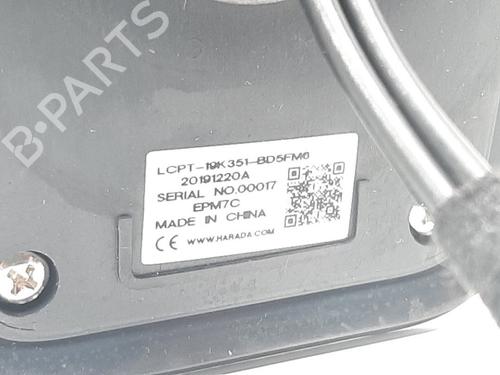 B-PARTS
LCPT-19K351-BD5FM6
20191220A
SERIAL NO.00017
EPM7C
MADE IN CHINA
CE WWW.HARADA.COM